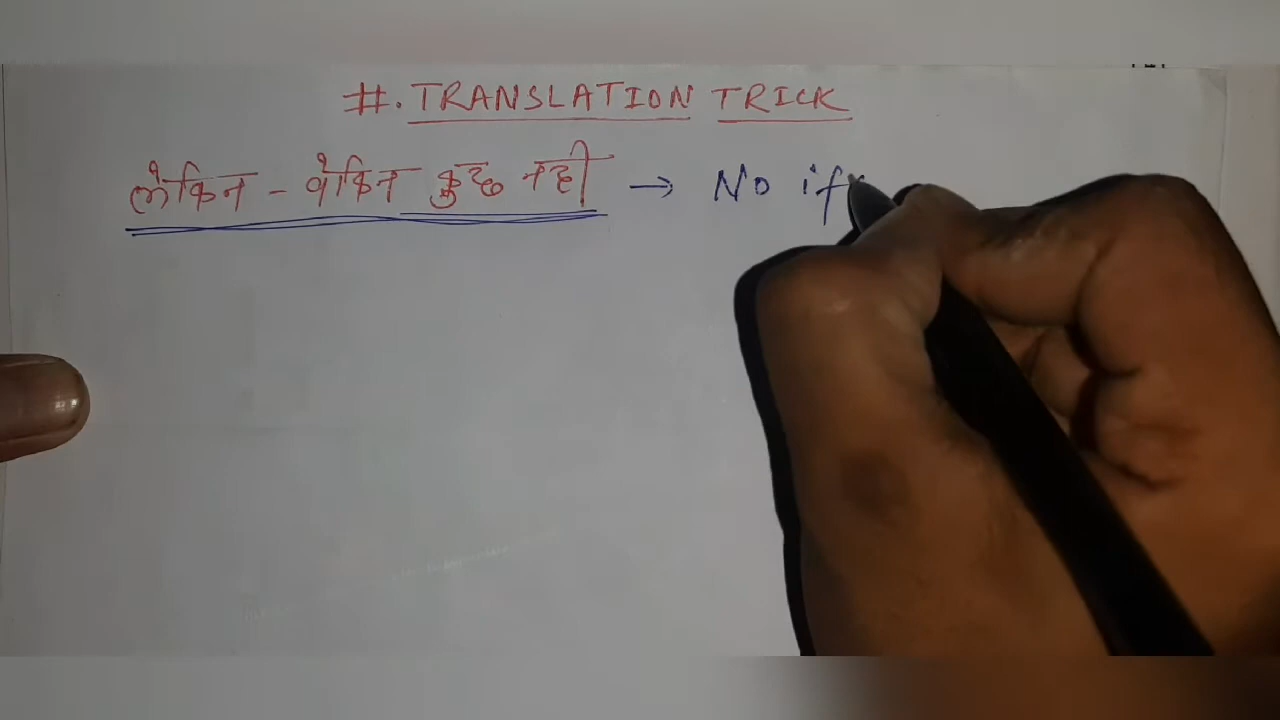 #. TRANSLATION TRICK
लेकिन - वेकिन कुछ नही → No if